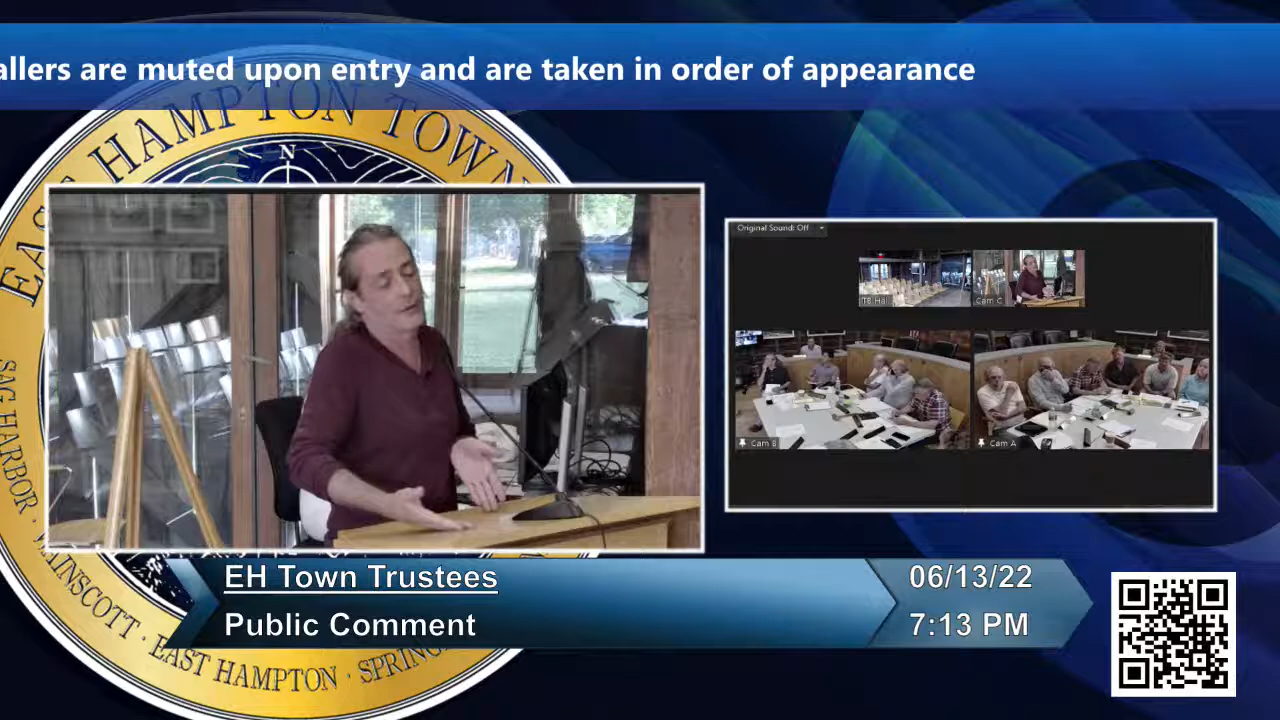 allers are muted upon entry and are taken in order of appearance
EAST HAMPTON TOWN
N
Original Sound: Off
TB Hall
Cam C
Cam B
Cam A
SAG HARBOR · WAINSCOTT · EAST HAMPTON · SPRING
EH Town Trustees
06/13/22
Public Comment
7:13 PM